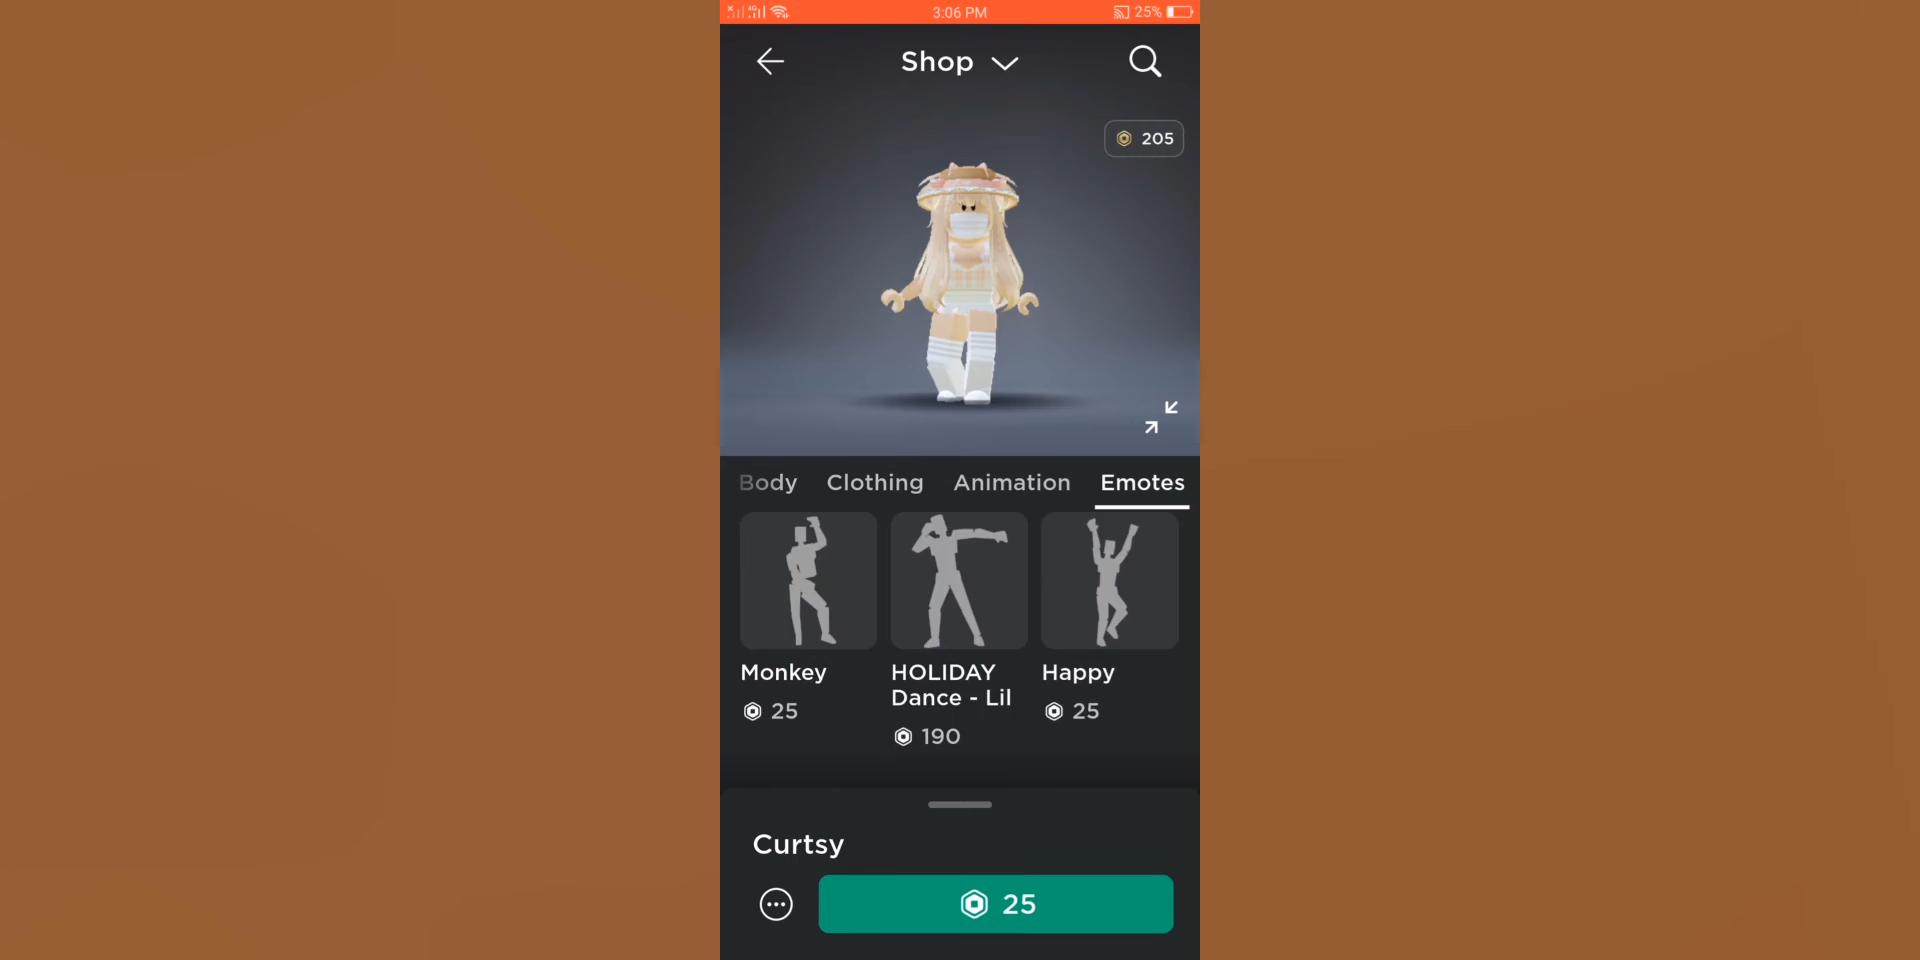 4G 3:06 PM 25%
Shop
205
Body Clothing Animation Emotes
Monkey HOLIDAY Happy
Dance - Lil
25 25
190
Curtsy
25